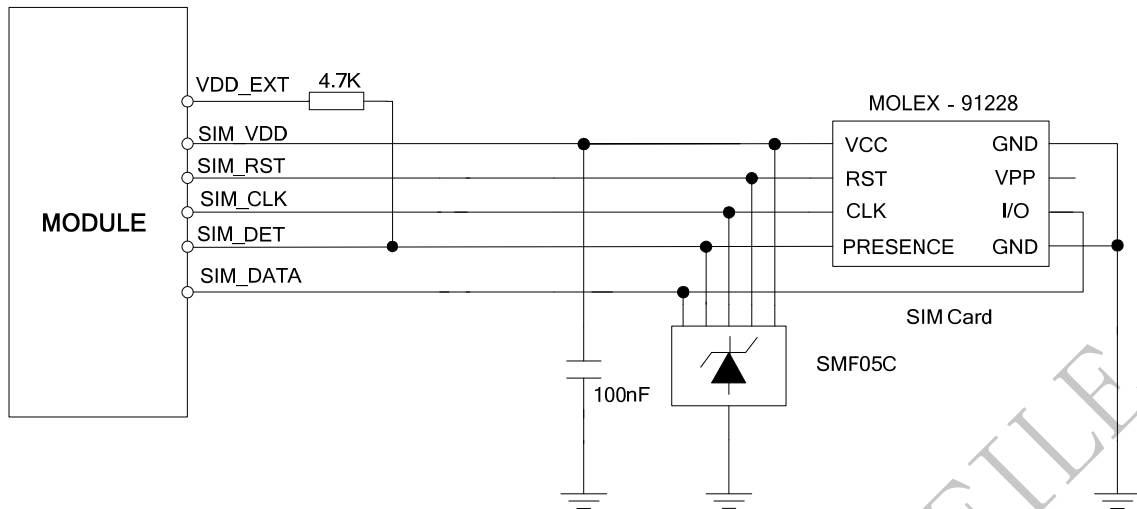 MODULE
VDD_EXT
4.7K
SIM_VDD
SIM_RST
SIM_CLK
SIM_DET
SIM_DATA
100nF
SMF05C
MOLEX - 91228
VCC GND
RST VPP
CLK I/O
PRESENCE GND
SIM Card
FILE